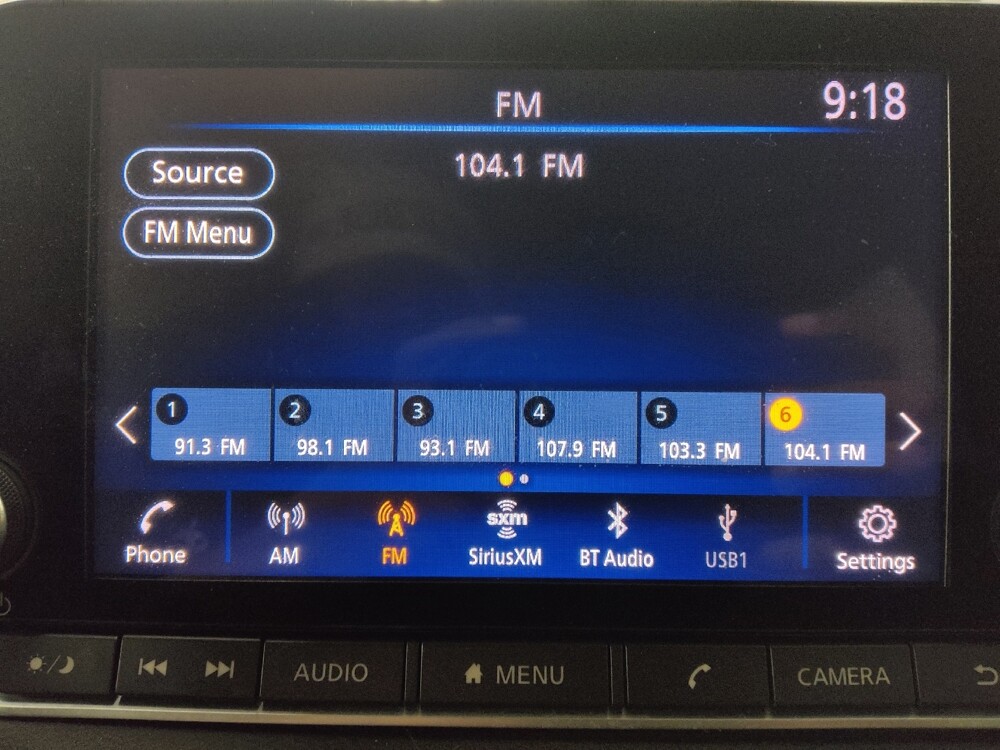 FM 9:18
Source 104.1 FM
FM Menu
1 2 3 4 5 6
91.3 FM 98.1 FM 93.1 FM 107.9 FM 103.3 FM 104.1 FM
sxm
Phone AM FM SiriusXM BT Audio USB1 Settings
AUDIO MENU CAMERA